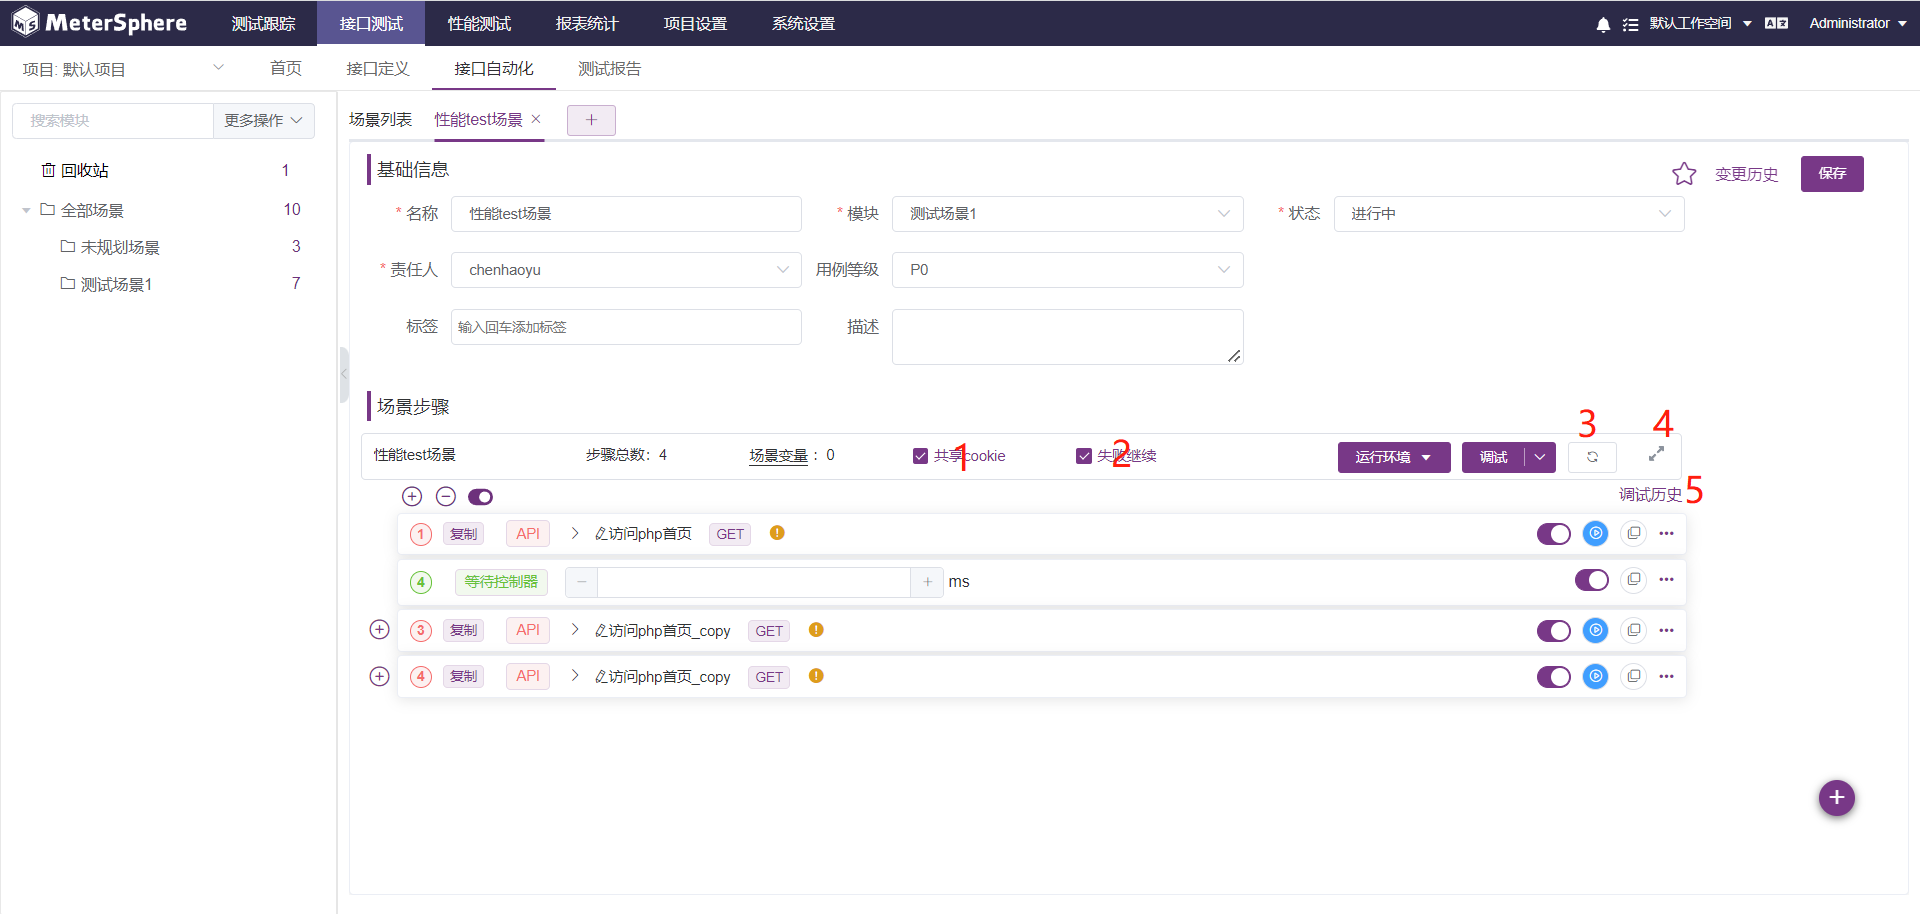 MeterSphere 测试跟踪 接口测试 性能测试 报表统计 项目设置 系统设置 默认工作空间 Administrator
项目: 默认项目 首页 接口定义 接口自动化 测试报告
搜索模块 更多操作
回收站 1
全部场景 10
未规划场景 3
测试场景1 7
场景列表 性能test场景 × +
基础信息 变更历史 保存
* 名称 性能test场景 * 模块 测试场景1 * 状态 进行中
* 责任人 chenhaoyu 用例等级 P0
标签 输入回车添加标签 描述
场景步骤
3 4
性能test场景 步骤总数：4 场景变量 ：0 共享cookie 1 失败继续 2 运行环境 调试
调试历史 5
1 复制 API 访问php首页 GET
4 等待控制器 − + ms
3 复制 API 访问php首页_copy GET
4 复制 API 访问php首页_copy GET